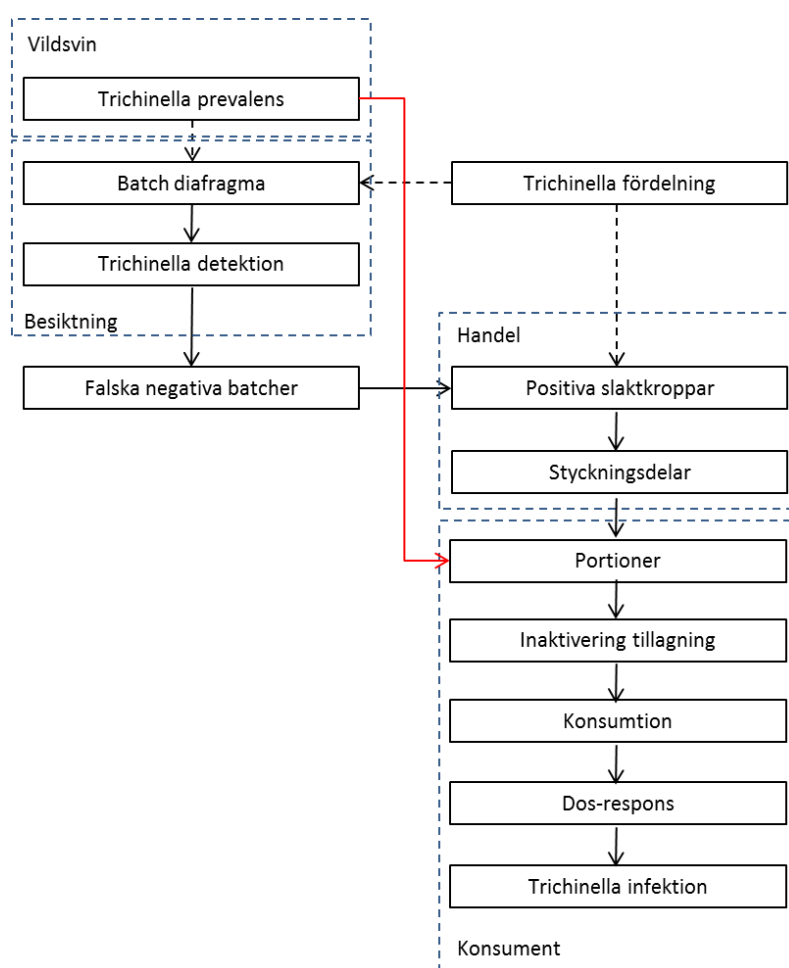 Vildsvin
Trichinella prevalens
Batch diafragma
Trichinella fördelning
Trichinella detektion
Besiktning
Handel
Falska negativa batcher
Positiva slaktkroppar
Styckningsdelar
Portioner
Inaktivering tillagning
Konsumtion
Dos-respons
Trichinella infektion
Konsument